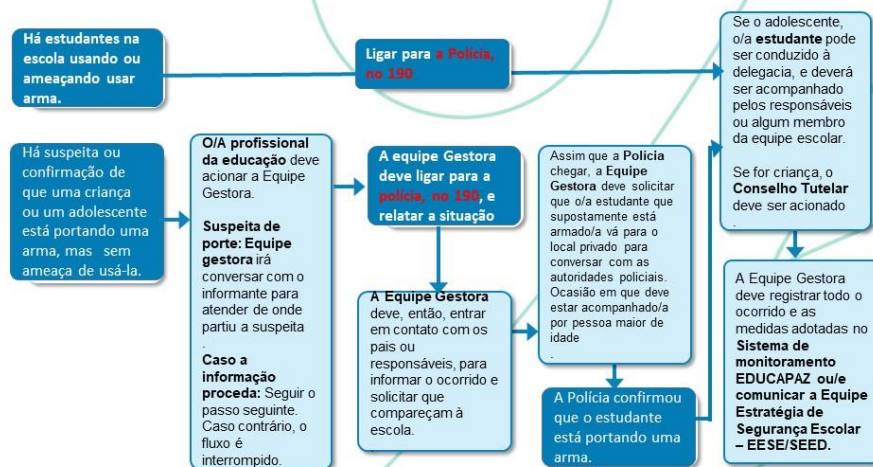 Há estudantes na
escola usando ou
ameaçando usar
arma.
Ligar para a Polícia,
no 190
Se o adolescente,
o/a estudante pode
ser conduzido à
delegacia, e deverá
ser acompanhado
pelos responsáveis
ou algum membro
da equipe escolar.
Se for criança, o
Conselho Tutelar
deve ser acionado
.
Há suspeita ou
confirmação de
que uma criança
ou um adolescente
está portando uma
arma, mas sem
ameaça de usá-la.
O/A profissional
da educação deve
acionar a Equipe
Gestora.
Suspeita de
porte: Equipe
gestora irá
conversar com o
informante para
atender de onde
partiu a suspeita
.
Caso a
informação
proceda: Seguir o
passo seguinte.
Caso contrário, o
fluxo é
interrompido.
A equipe Gestora
deve ligar para a
polícia, no 190, e
relatar a situação
A Equipe Gestora
deve, então, entrar
em contato com os
pais ou
responsáveis, para
informar o ocorrido e
solicitar que
compareçam à
escola.
.
Assim que a Polícia
chegar, a Equipe
Gestora deve solicitar
que o/a estudante que
supostamente está
armado/a vá para o
local privado para
conversar com as
autoridades policiais.
Ocasião em que deve
estar acompanhado/a
por pessoa maior de
idade
.
A Polícia confirmou
que o estudante
está portando uma
arma.
A Equipe Gestora
deve registrar todo o
ocorrido e as
medidas adotadas no
Sistema de
monitoramento
EDUCAPAZ ou/e
comunicar a Equipe
Estratégia de
Segurança Escolar
– EESE/SEED.